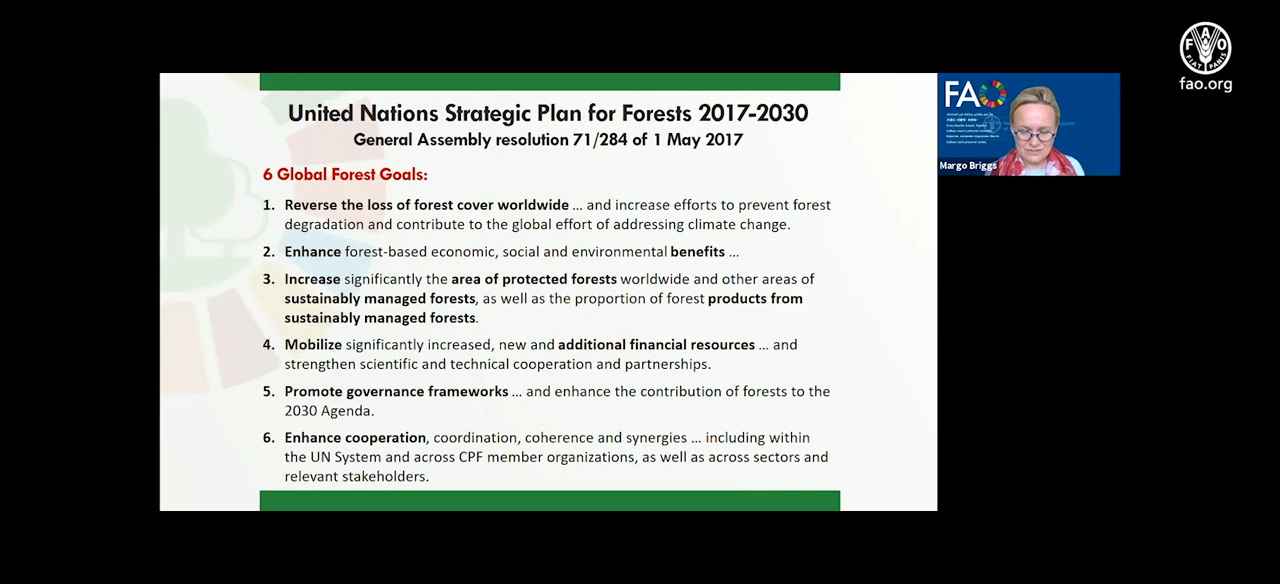 United Nations Strategic Plan for Forests 2017-2030
General Assembly resolution 71/284 of 1 May 2017
6 Global Forest Goals:
1. Reverse the loss of forest cover worldwide ... and increase efforts to prevent forest
degradation and contribute to the global effort of addressing climate change.
2. Enhance forest-based economic, social and environmental benefits ...
3. Increase significantly the area of protected forests worldwide and other areas of
sustainably managed forests, as well as the proportion of forest products from
sustainably managed forests.
4. Mobilize significantly increased, new and additional financial resources ... and
strengthen scientific and technical cooperation and partnerships.
5. Promote governance frameworks ... and enhance the contribution of forests to the
2030 Agenda.
6. Enhance cooperation, coordination, coherence and synergies ... including within
the UN System and across CPF member organizations, as well as across sectors and
relevant stakeholders.
FAO
Margo Briggs
FAO
FIAT PANIS
fao.org